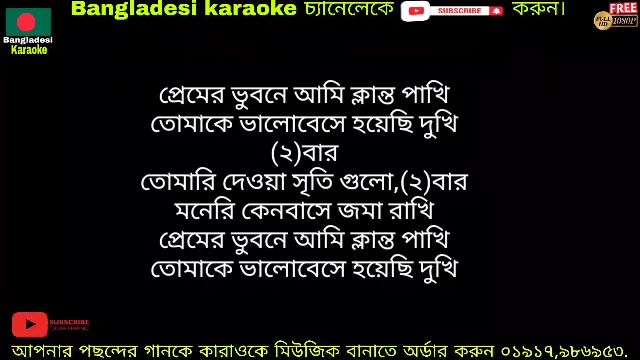 Bangladesi karaoke চ্যানেলেকে SUBSCRIBE করুন।
FREE
FULL HD 1080P
Bangladesi
Karaoke
প্রেমের ভুবনে আমি ক্লান্ত পাখি
তোমাকে ভালোবেসে হয়েছি দুখি
(২)বার
তোমারি দেওয়া সৃতি গুলো,(২)বার
মনেরি কেনবাসে জমা রাখি
প্রেমের ভুবনে আমি ক্লান্ত পাখি
তোমাকে ভালোবেসে হয়েছি দুখি
SUBSCRIBE
আপনার পছন্দের গানকে কারাওকে মিউজিক বানাতে অর্ডার করুন ০১৯১৭,৯৮৬৯৫৩.